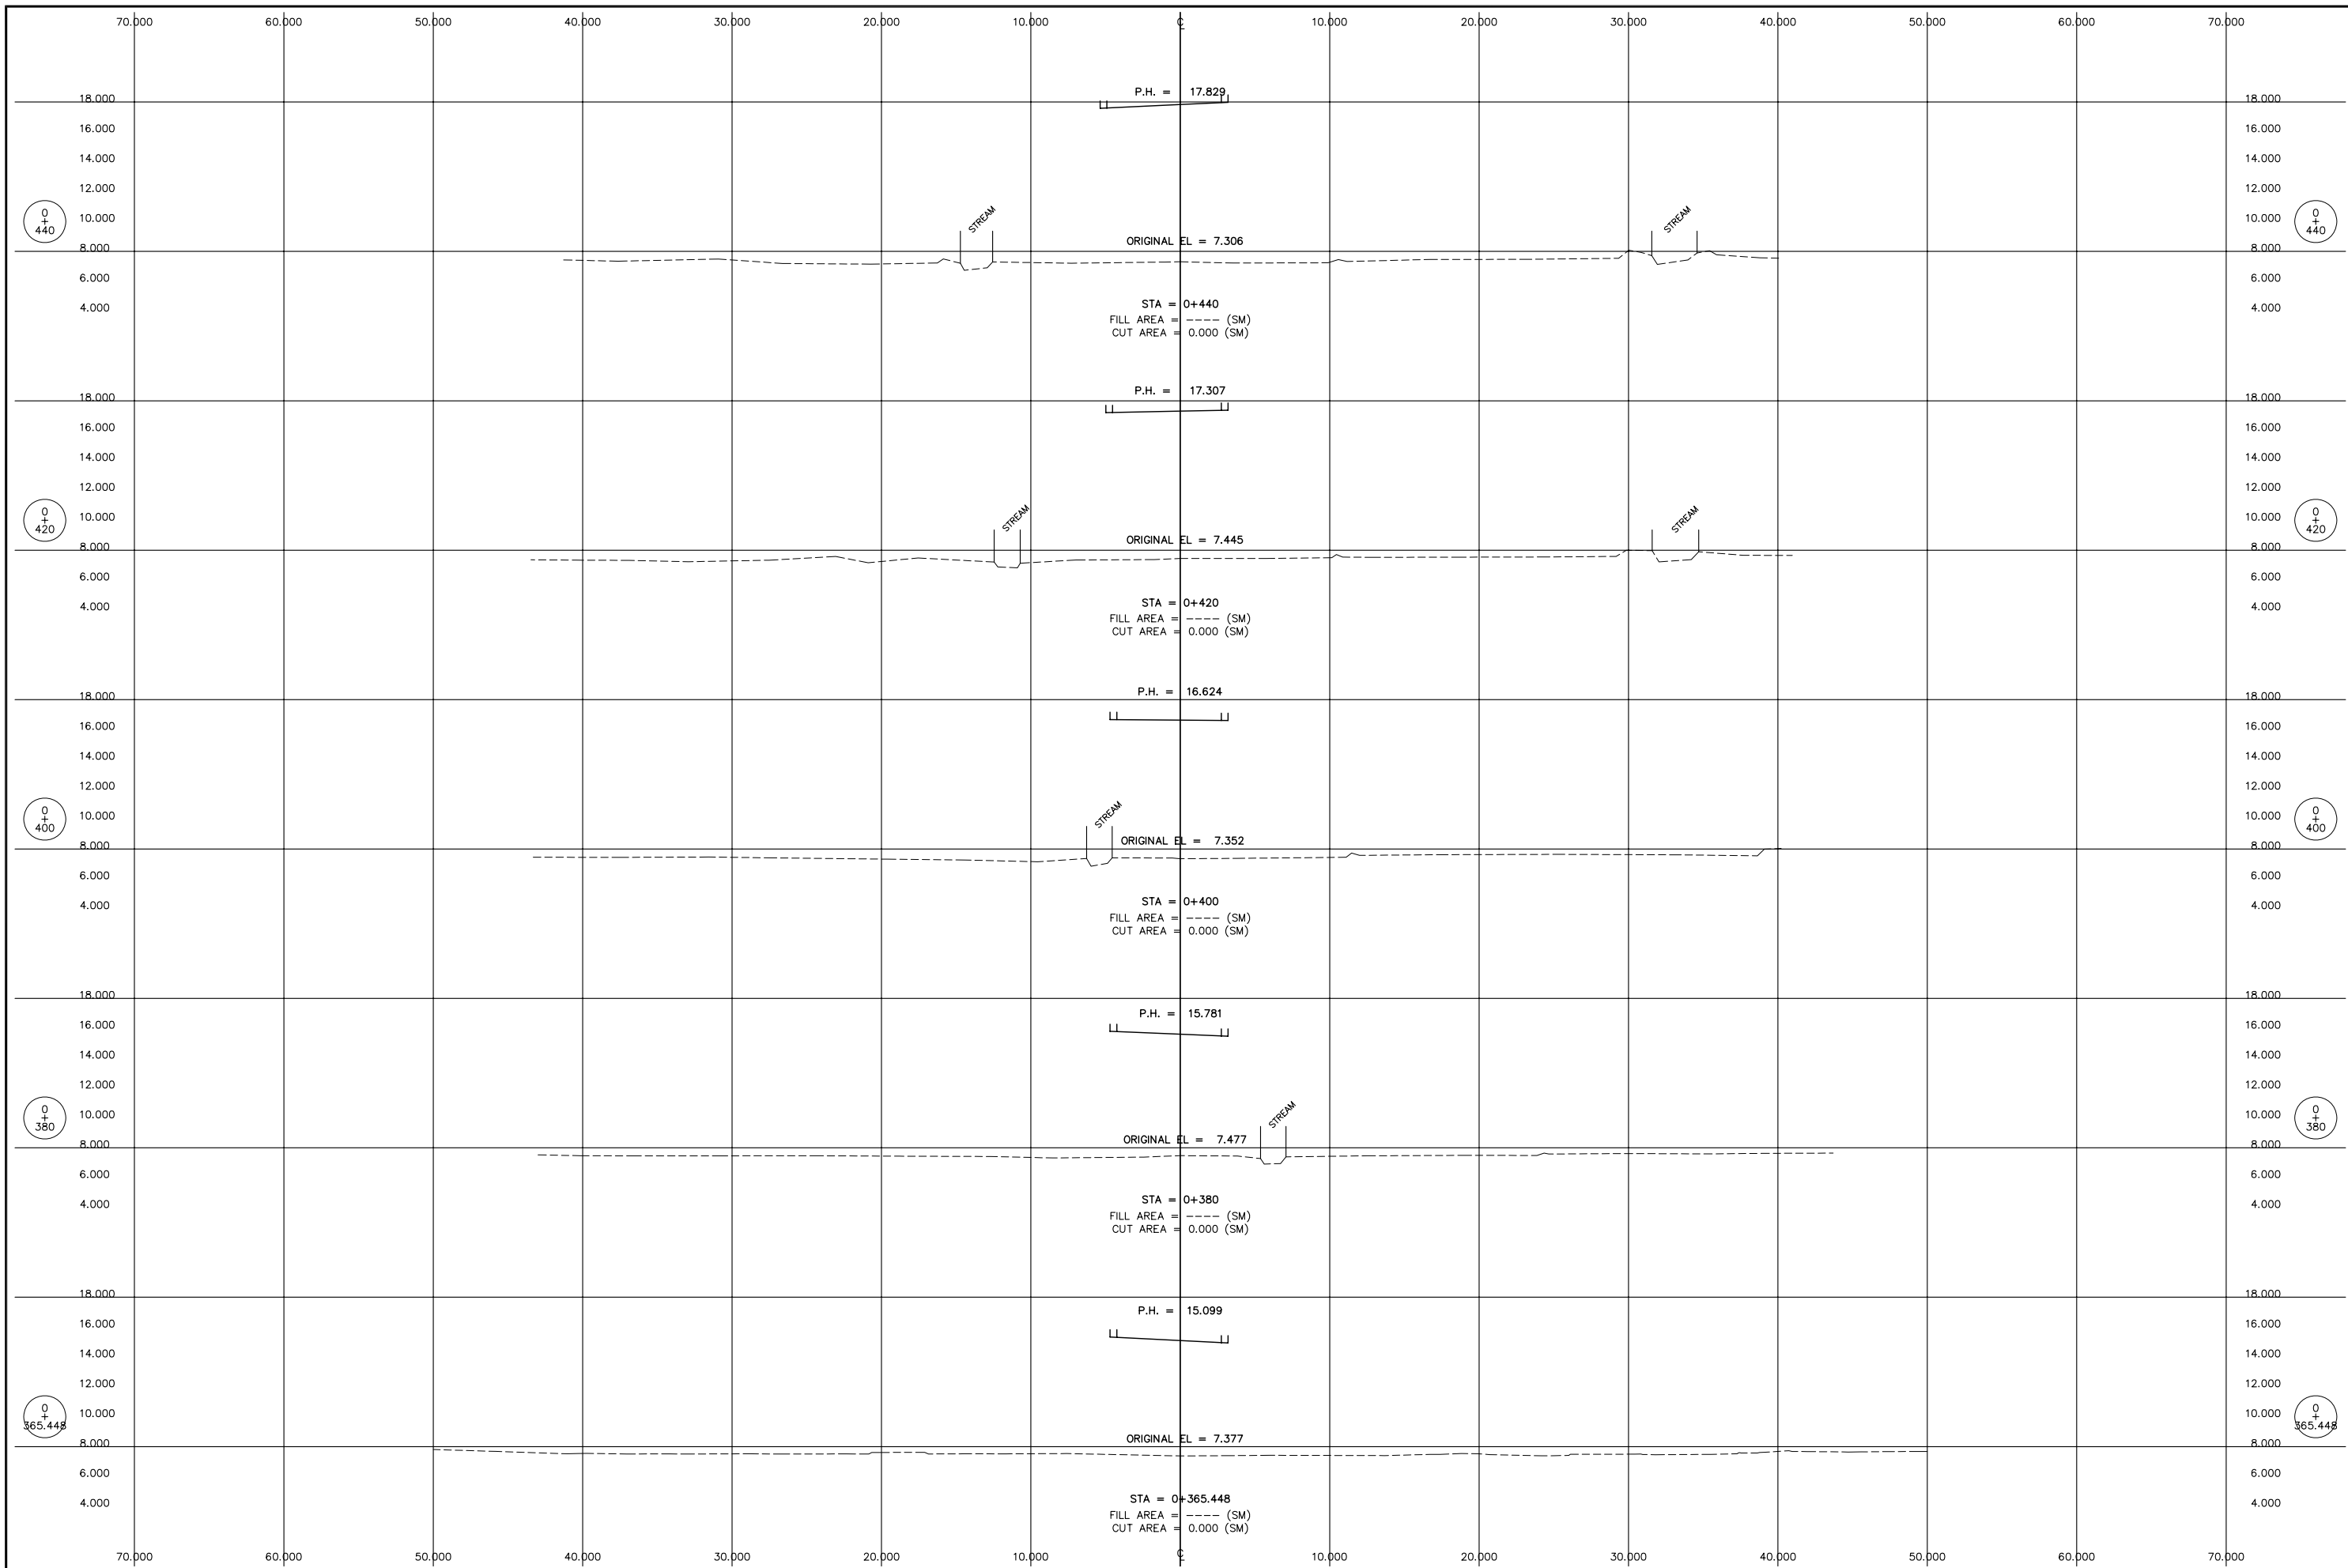 70.000 60.000 50.000 40.000 30.000 20.000 10.000 ℄ 10.000 20.000 30.000 40.000 50.000 60.000 70.000
P.H. = 17.829
18.000 18.000
16.000 16.000
14.000 14.000
12.000 12.000
0 + 440 10.000 STREAM STREAM 10.000 0 + 440
ORIGINAL EL = 7.306
8.000 8.000
6.000 6.000
4.000 4.000
STA = 0+440
FILL AREA = ---- (SM)
CUT AREA = 0.000 (SM)
P.H. = 17.307
18.000 18.000
16.000 16.000
14.000 14.000
12.000 12.000
0 + 420 10.000 STREAM STREAM 10.000 0 + 420
ORIGINAL EL = 7.445
8.000 8.000
6.000 6.000
4.000 4.000
STA = 0+420
FILL AREA = ---- (SM)
CUT AREA = 0.000 (SM)
P.H. = 16.624
18.000 18.000
16.000 16.000
14.000 14.000
12.000 12.000
0 + 400 10.000 STREAM 10.000 0 + 400
ORIGINAL EL = 7.352
8.000 8.000
6.000 6.000
4.000 4.000
STA = 0+400
FILL AREA = ---- (SM)
CUT AREA = 0.000 (SM)
18.000 18.000
P.H. = 15.781
16.000 16.000
14.000 14.000
12.000 12.000
0 + 380 10.000 STREAM 10.000 0 + 380
ORIGINAL EL = 7.477
8.000 8.000
6.000 6.000
4.000 4.000
STA = 0+380
FILL AREA = ---- (SM)
CUT AREA = 0.000 (SM)
18.000 18.000
P.H. = 15.099
16.000 16.000
14.000 14.000
12.000 12.000
0 + 365.448 10.000 10.000 0 + 365.448
ORIGINAL EL = 7.377
8.000 8.000
6.000 6.000
4.000 4.000
STA = 0+365.448
FILL AREA = ---- (SM)
CUT AREA = 0.000 (SM)
70.000 60.000 50.000 40.000 30.000 20.000 10.000 ℄ 10.000 20.000 30.000 40.000 50.000 60.000 70.000